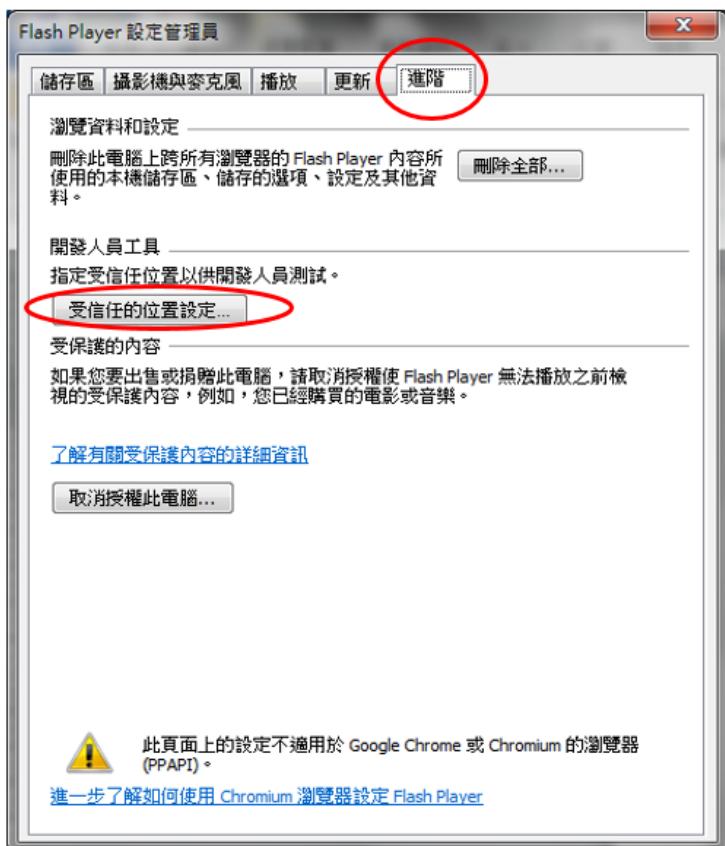 Flash Player 設定管理員
儲存區 攝影機與麥克風 播放 更新 進階
瀏覽資料和設定
刪除此電腦上跨所有瀏覽器的 Flash Player 內容所
使用的本機儲存區、儲存的選項、設定及其他資
料。
刪除全部...
開發人員工具
指定受信任位置以供開發人員測試。
受信任的位置設定...
受保護的內容
如果您要出售或捐贈此電腦，請取消授權使 Flash Player 無法播放之前檢
視的受保護內容，例如，您已經購買的電影或音樂。
了解有關受保護內容的詳細資訊
取消授權此電腦...
此頁面上的設定不適用於 Google Chrome 或 Chromium 的瀏覽器
(PPAPI)。
進一步了解如何使用 Chromium 瀏覽器設定 Flash Player